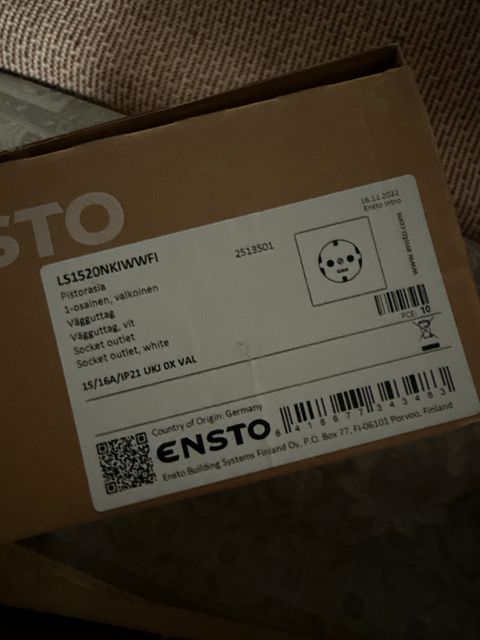 STO
16.12.2022
Ensto Intro
LS1520NKIWWFI
2513501
Pistorasia
1-osainen, valkoinen
Vägguttag
Vägguttag, vit
Socket outlet
Socket outlet, white
www.ensto.com
PCE: 10
1S/16A/IP21 UKJ 0X VAL
Country of Origin: Germany
ENSTO
6 418677 343483
Ensto Building Systems Finland Oy, P.O. Box 77, FI-06101 Porvoo, Finland